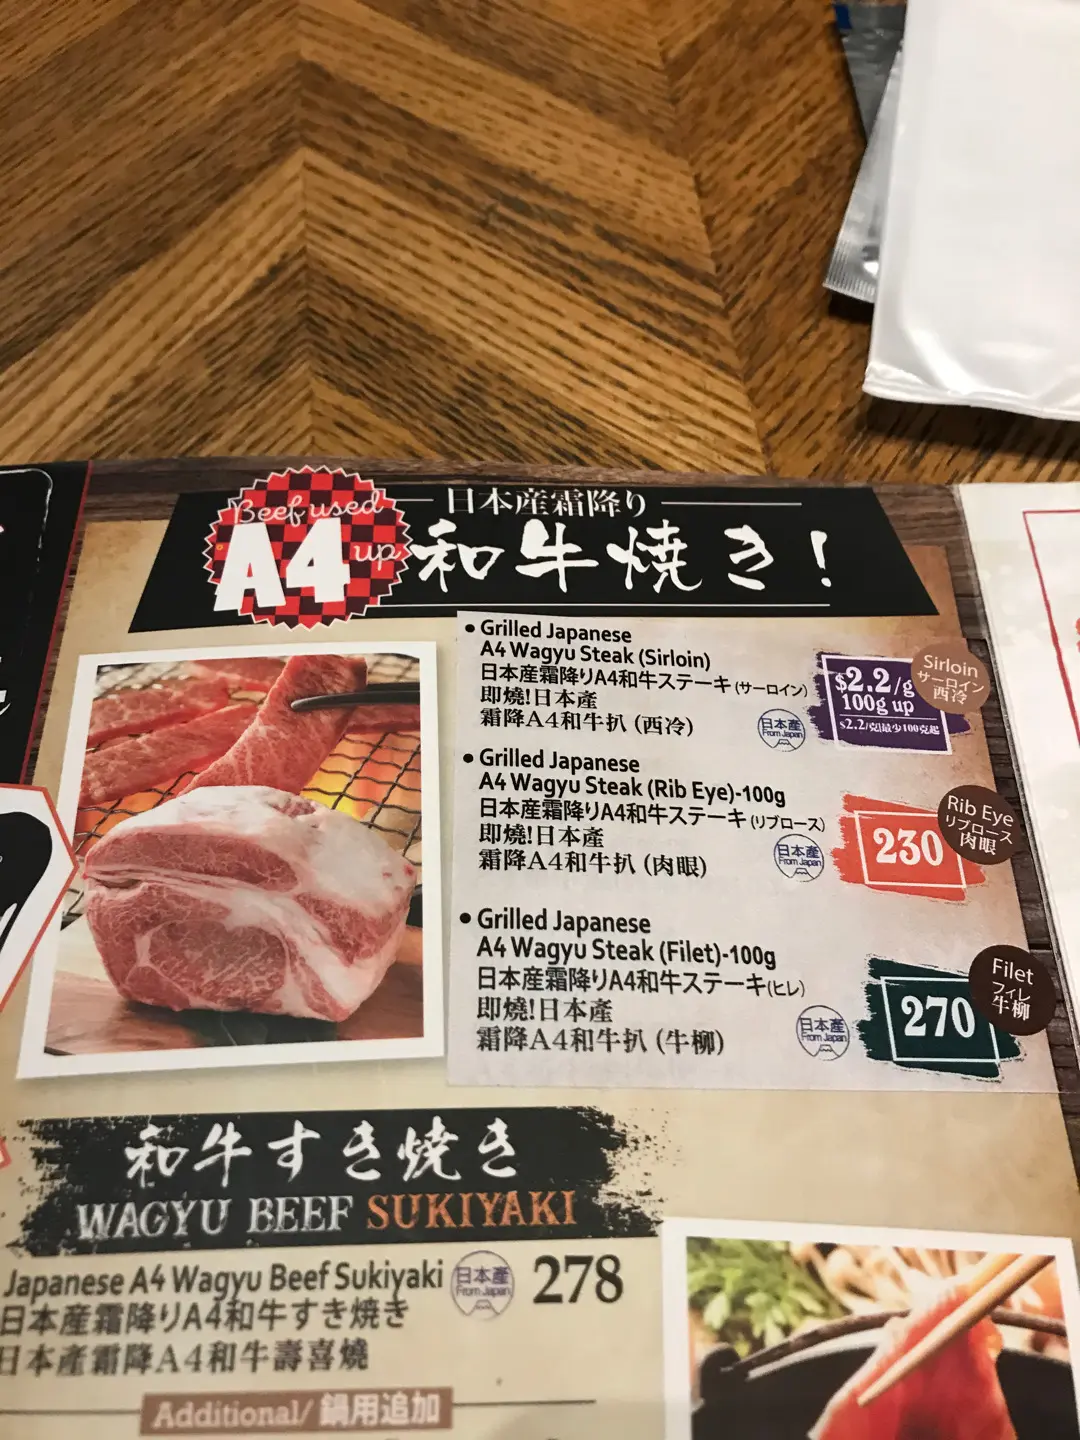 Beef used
A4 up
日本産霜降り
和牛焼き!
• Grilled Japanese
A4 Wagyu Steak (Sirloin)
日本産霜降りA4和牛ステーキ(サーロイン)
即燒!日本產
霜降A4和牛扒 (西冷)
日本產
From Japan
$2.2/g
100g up
$2.2/克(最少100克起
Sirloin
サーロイン
西冷
• Grilled Japanese
A4 Wagyu Steak (Rib Eye)-100g
日本産霜降りA4和牛ステーキ(リブロース)
即燒!日本產
霜降A4和牛扒 (肉眼)
日本產
From Japan
230
Rib Eye
リブロース
肉眼
• Grilled Japanese
A4 Wagyu Steak (Filet)-100g
日本産霜降りA4和牛ステーキ(ヒレ)
即燒!日本產
霜降A4和牛扒 (牛柳)
日本產
From Japan
270
Filet
フィレ
牛柳
和牛すき焼き
WAGYU BEEF SUKIYAKI
Japanese A4 Wagyu Beef Sukiyaki
日本産霜降りA4和牛すき焼き
日本產霜降A4和牛壽喜燒
日本產
From Japan
278
Additional/ 鍋用追加